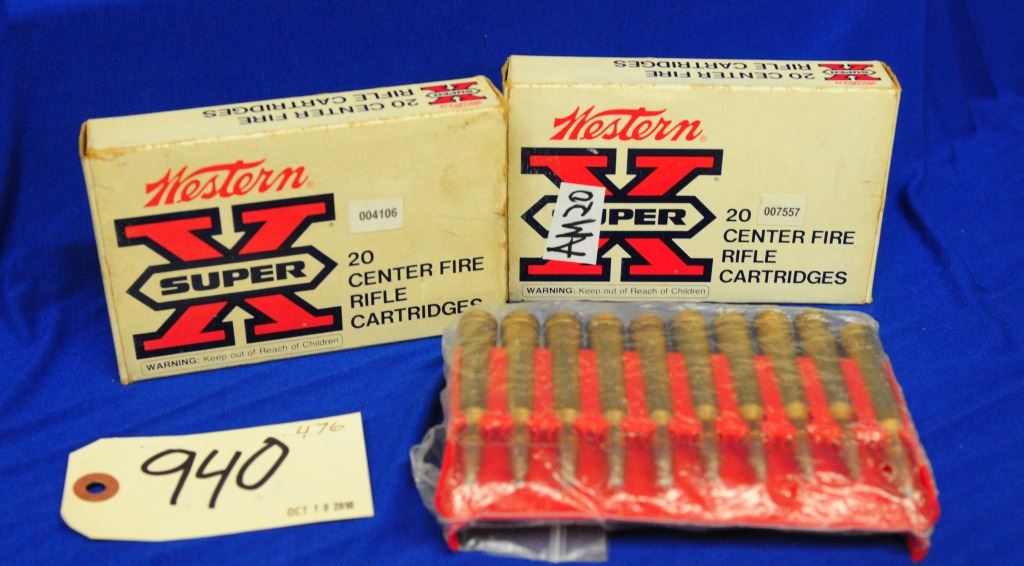 20 CENTER FIRE
RIFLE CARTRIDGES
Western
SUPER X
004106
20
CENTER FIRE
RIFLE
CARTRIDGES
WARNING: Keep out of Reach of Children
20 CENTER FIRE
RIFLE CARTRIDGES
Western
Western
X
UPER
AM20
007557
20
CENTER FIRE
RIFLE
CARTRIDGES
WARNING: Keep out of Reach of Children
476
940